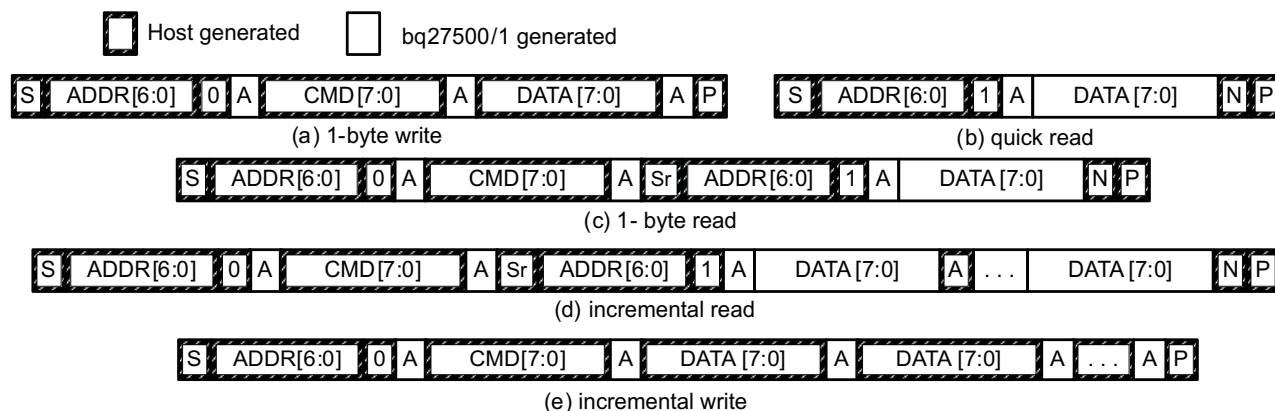 Host generated bq27500/1 generated
S ADDR[6:0] 0 A CMD[7:0] A DATA[7:0] A P S ADDR[6:0] 1 A DATA[7:0] N P
(a) 1-byte write (b) quick read
S ADDR[6:0] 0 A CMD[7:0] A Sr ADDR[6:0] 1 A DATA[7:0] N P
(c) 1- byte read
S ADDR[6:0] 0 A CMD[7:0] A Sr ADDR[6:0] 1 A DATA[7:0] A . . . DATA[7:0] N P
(d) incremental read
S ADDR[6:0] 0 A CMD[7:0] A DATA[7:0] A DATA[7:0] A . . . A P
(e) incremental write